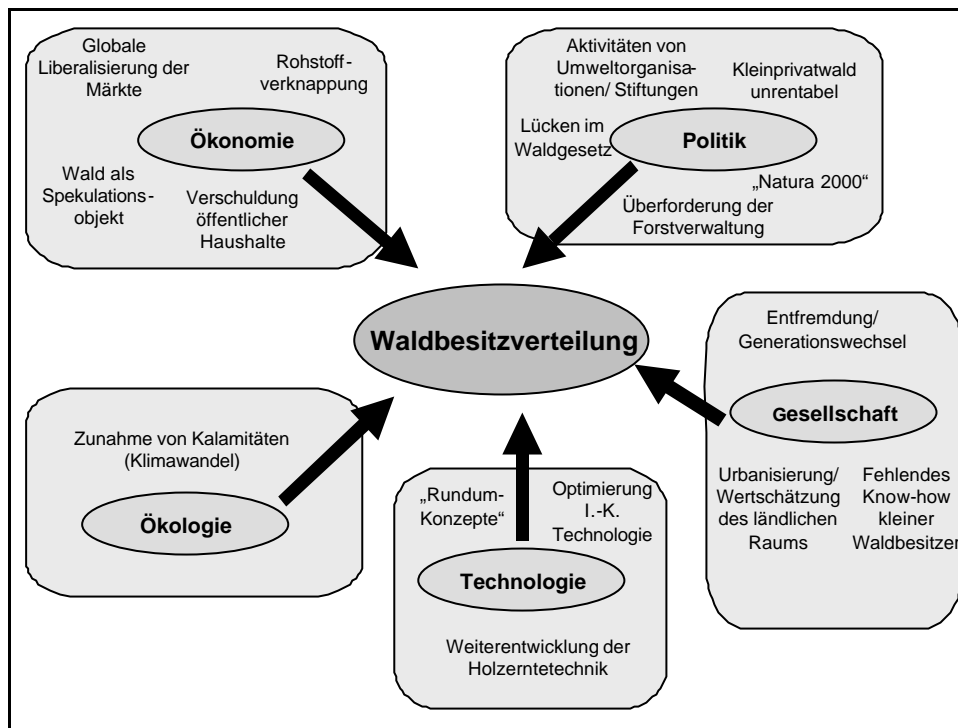 Globale
Liberalisierung der
Märkte
Rohstoff-
verknappung
Ökonomie
Wald als
Spekulations-
objekt
Verschuldung
öffentlicher
Haushalte
Aktivitäten von
Umweltorganisa-
tionen/ Stiftungen
Kleinprivatwald
unrentabel
Lücken im
Waldgesetz
Politik
„Natura 2000“
Überforderung der
Forstverwaltung
Waldbesitzverteilung
Entfremdung/
Generationswechsel
Gesellschaft
Urbanisierung/
Wertschätzung
des ländlichen
Raums
Fehlendes
Know-how
kleiner
Waldbesitzer
Zunahme von Kalamitäten
(Klimawandel)
Ökologie
„Rundum-
Konzepte“
Optimierung
I.-K.
Technologie
Technologie
Weiterentwicklung der
Holzerntetechnik